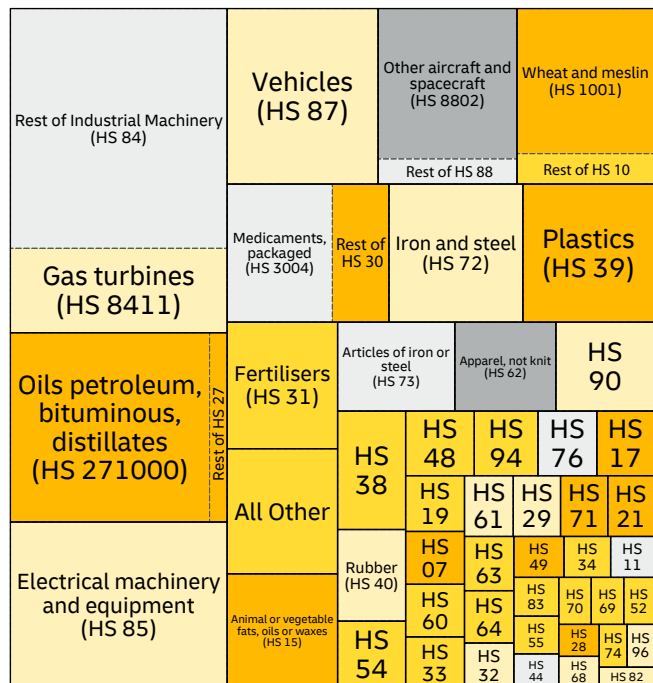 Rest of Industrial Machinery
(HS 84)
Gas turbines
(HS 8411)
Oils petroleum,
bituminous,
distillates
(HS 271000)
Rest of HS 27
Electrical machinery
and equipment
(HS 85)
Vehicles
(HS 87)
Other aircraft and
spacecraft
(HS 8802)
Rest of HS 88
Wheat and meslin
(HS 1001)
Rest of HS 10
Medicaments,
packaged
(HS 3004)
Rest of
HS 30
Iron and steel
(HS 72)
Plastics
(HS 39)
Fertilisers
(HS 31)
All Other
Animal or vegetable
fats, oils or waxes
(HS 15)
Articles of iron or
steel
(HS 73)
Apparel, not knit
(HS 62)
HS
90
HS
38
Rubber
(HS 40)
HS
54
HS
48
HS
94
HS
76
HS
17
HS
19
HS
61
HS
29
HS
71
HS
21
HS
07
HS
63
HS
49
HS
34
HS
11
HS
60
HS
64
HS
83
HS
70
HS
69
HS
52
HS
33
HS
32
HS
55
HS
28
HS
74
HS
96
HS
44
HS
68
HS 82